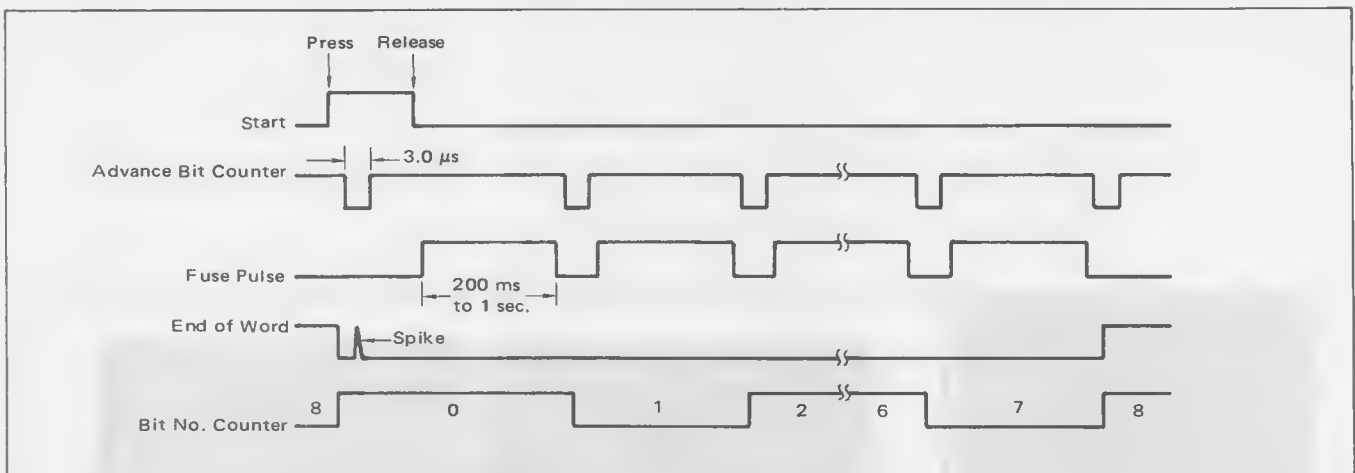 Press Release
Start
3.0 μs
Advance Bit Counter
Fuse Pulse
200 ms
to 1 sec.
End of Word
Spike
8 0 1 2 6 7 8
Bit No. Counter